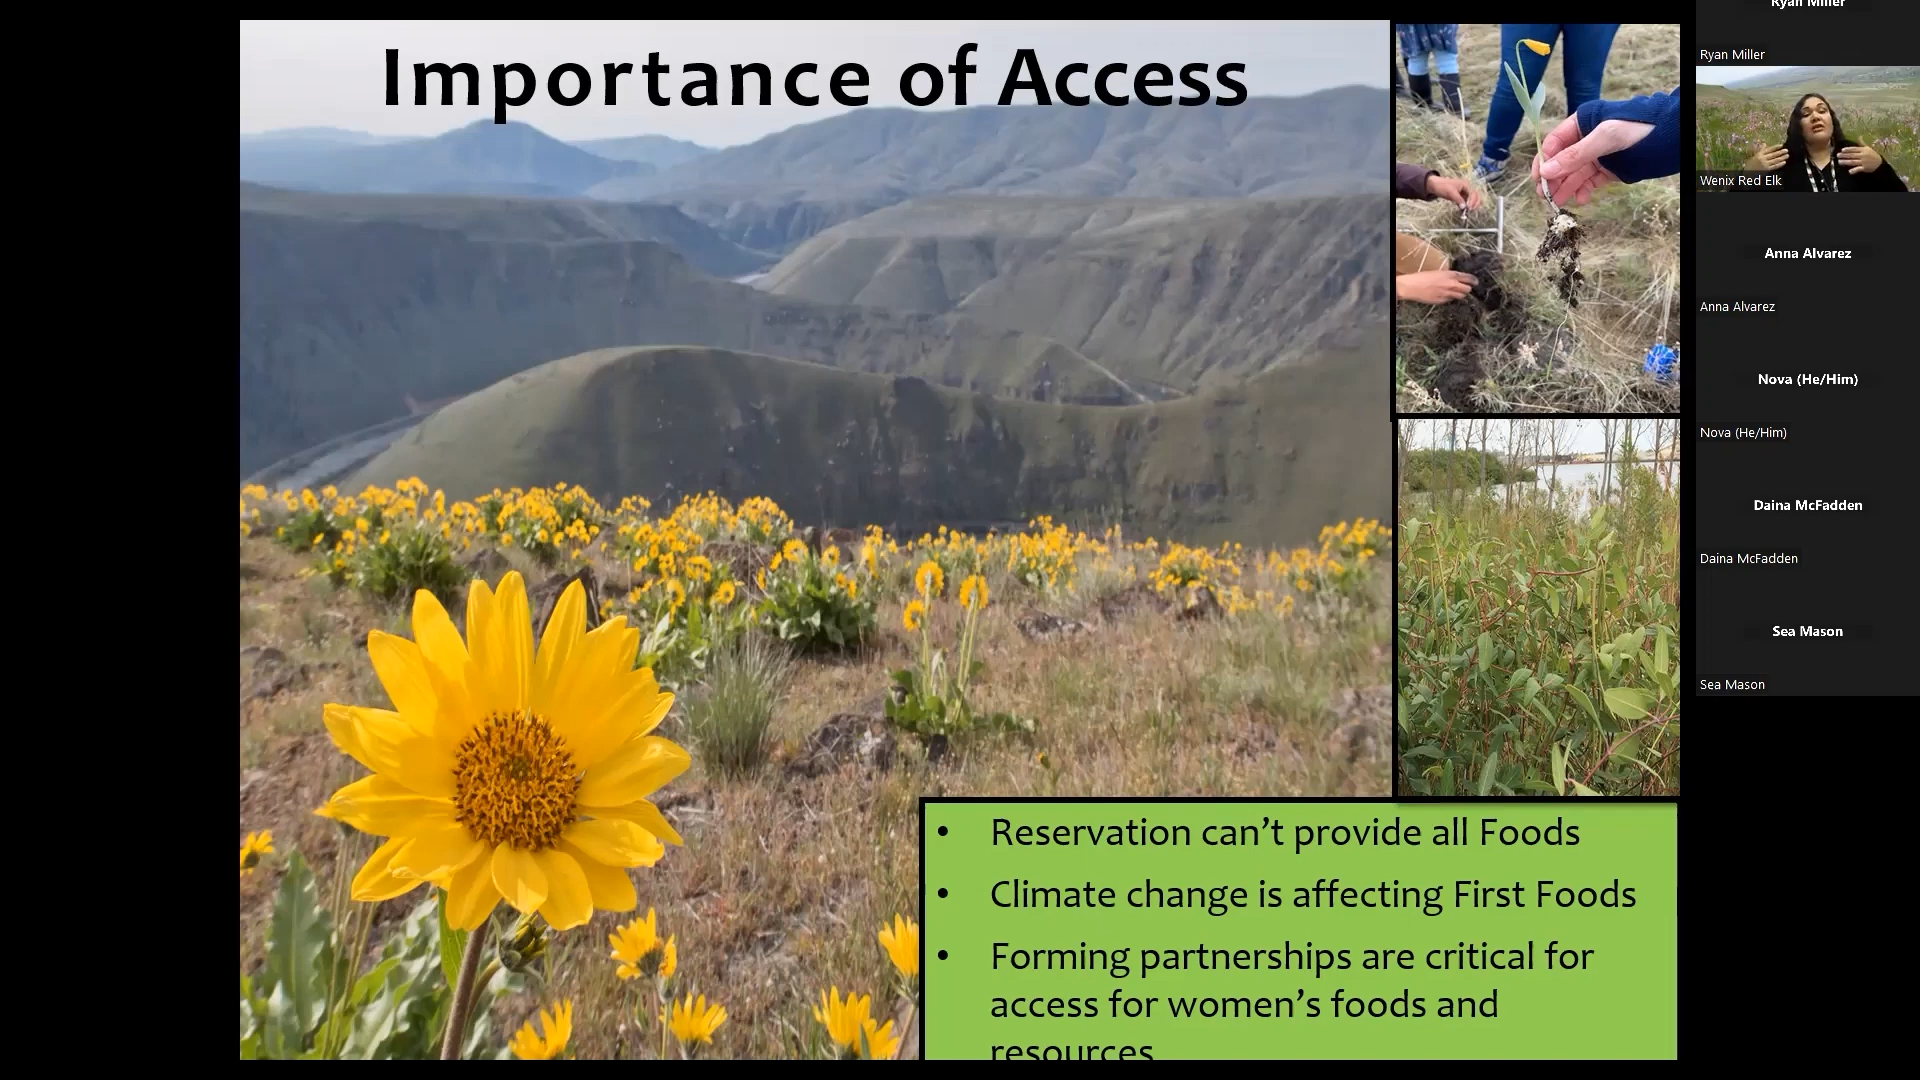 Importance of Access
• Reservation can’t provide all Foods
• Climate change is affecting First Foods
• Forming partnerships are critical for
access for women’s foods and
resources
Ryan Miller
Ryan Miller
Wenix Red Elk
Anna Alvarez
Anna Alvarez
Nova (He/Him)
Nova (He/Him)
Daina McFadden
Daina McFadden
Sea Mason
Sea Mason